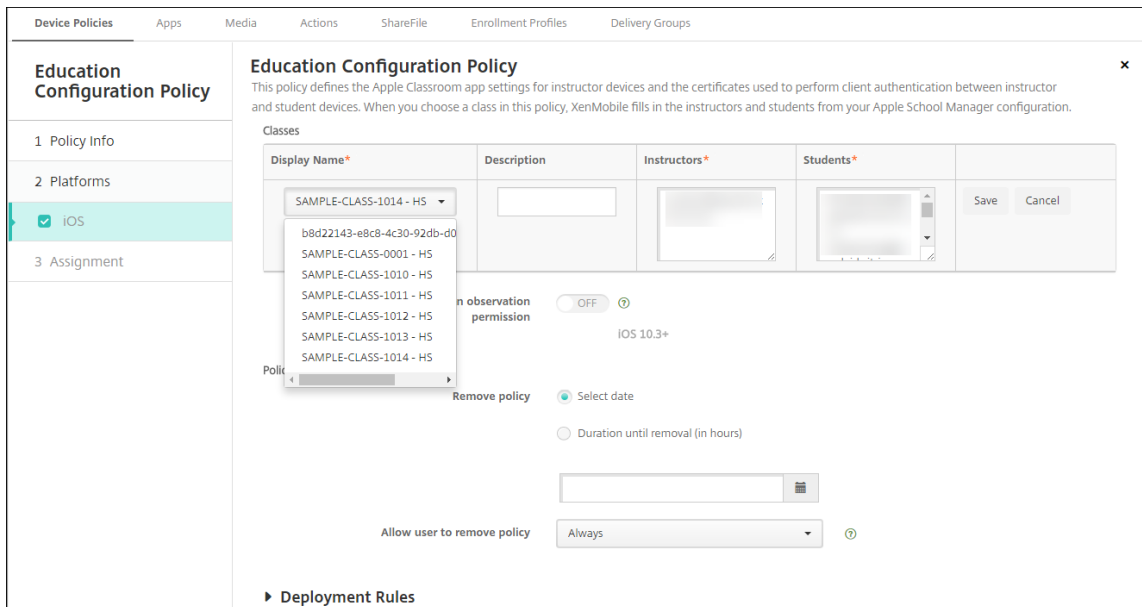 Device Policies Apps Media Actions ShareFile Enrollment Profiles Delivery Groups
Education
Configuration Policy
1 Policy Info
2 Platforms
iOS
3 Assignment
Education Configuration Policy
×
This policy defines the Apple Classroom app settings for instructor devices and the certificates used to perform client authentication between instructor
and student devices. When you choose a class in this policy, XenMobile fills in the instructors and students from your Apple School Manager configuration.
Classes
Display Name* Description Instructors* Students*
SAMPLE-CLASS-1014 - HS
Save Cancel
b8d22143-e8c8-4c30-92db-d0
SAMPLE-CLASS-0001 - HS
SAMPLE-CLASS-1010 - HS
SAMPLE-CLASS-1011 - HS
SAMPLE-CLASS-1012 - HS
SAMPLE-CLASS-1013 - HS
SAMPLE-CLASS-1014 - HS
n observation
permission
OFF ?
iOS 10.3+
Polic
Remove policy Select date
Duration until removal (in hours)
Allow user to remove policy Always ?
Deployment Rules